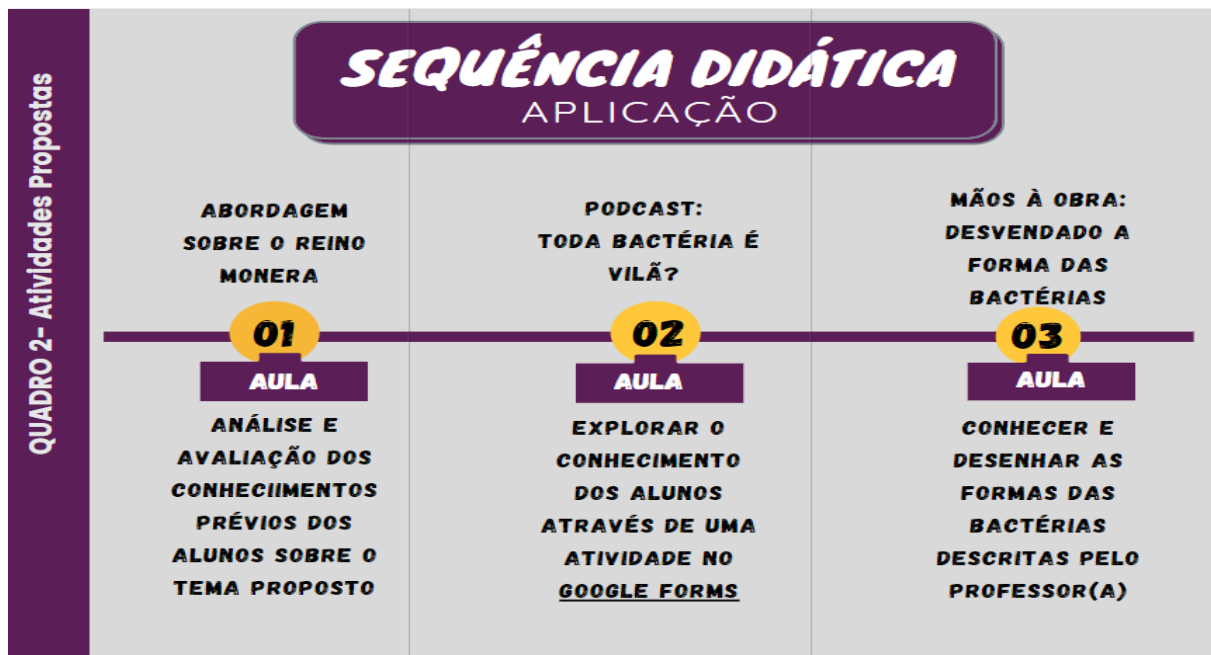 QUADRO 2- Atividades Propostas
SEQUÊNCIA DIDÁTICA
APLICAÇÃO
ABORDAGEM
SOBRE O REINO
MONERA
01
AULA
ANÁLISE E
AVALIAÇÃO DOS
CONHECIIMENTOS
PRÉVIOS DOS
ALUNOS SOBRE O
TEMA PROPOSTO
PODCAST:
TODA BACTÉRIA É
VILÃ?
02
AULA
EXPLORAR O
CONHECIMENTO
DOS ALUNOS
ATRAVÉS DE UMA
ATIVIDADE NO
GOOGLE FORMS
MÃOS À OBRA:
DESVENDADO A
FORMA DAS
BACTÉRIAS
03
AULA
CONHECER E
DESENHAR AS
FORMAS DAS
BACTÉRIAS
DESCRITAS PELO
PROFESSOR(A)